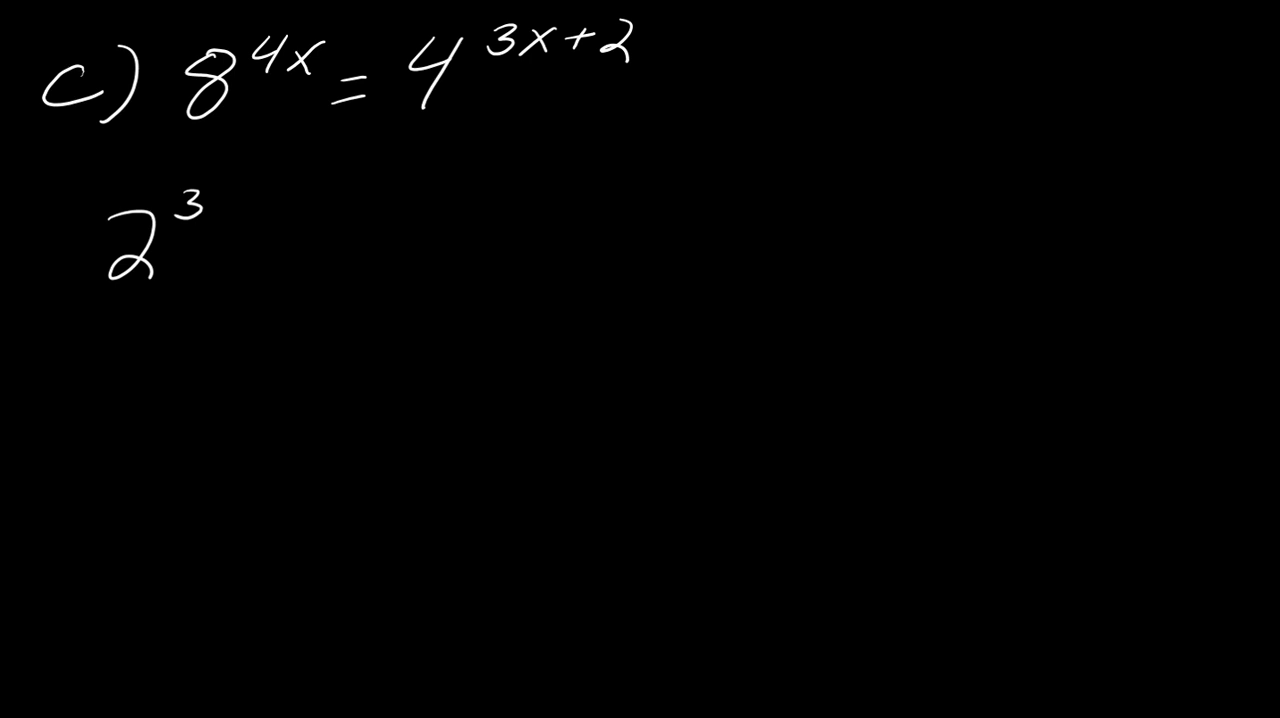 c) 8^{4x} = 4^{3x+2}
2^3